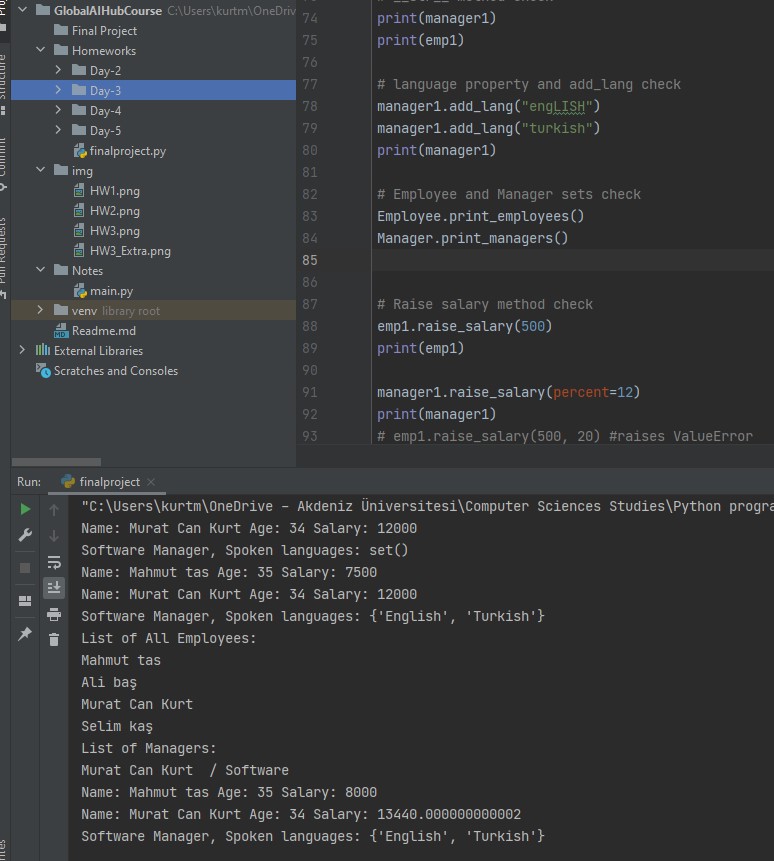 GlobalAIHubCourse C:\Users\kurtm\OneDriv
Final Project
Homeworks
Day-2
Day-3
Day-4
Day-5
finalproject.py
img
HW1.png
HW2.png
HW3.png
HW3_Extra.png
Notes
main.py
venv library root
Readme.md
External Libraries
Scratches and Consoles
Structure
Commit
Pull Requests
74 print(manager1)
75 print(emp1)
76
77 # language property and add_lang check
78 manager1.add_lang("engLISH")
79 manager1.add_lang("turkish")
80 print(manager1)
81
82 # Employee and Manager sets check
83 Employee.print_employees()
84 Manager.print_managers()
85
86
87 # Raise salary method check
88 emp1.raise_salary(500)
89 print(emp1)
90
91 manager1.raise_salary(percent=12)
92 print(manager1)
93 # emp1.raise_salary(500, 20) #raises ValueError
Run: finalproject
"C:\Users\kurtm\OneDrive - Akdeniz Üniversitesi\Computer Sciences Studies\Python progra
Name: Murat Can Kurt Age: 34 Salary: 12000
Software Manager, Spoken languages: set()
Name: Mahmut tas Age: 35 Salary: 7500
Name: Murat Can Kurt Age: 34 Salary: 12000
Software Manager, Spoken languages: {'English', 'Turkish'}
List of All Employees:
Mahmut tas
Ali baş
Murat Can Kurt
Selim kaş
List of Managers:
Murat Can Kurt  / Software
Name: Mahmut tas Age: 35 Salary: 8000
Name: Murat Can Kurt Age: 34 Salary: 13440.000000000002
Software Manager, Spoken languages: {'English', 'Turkish'}